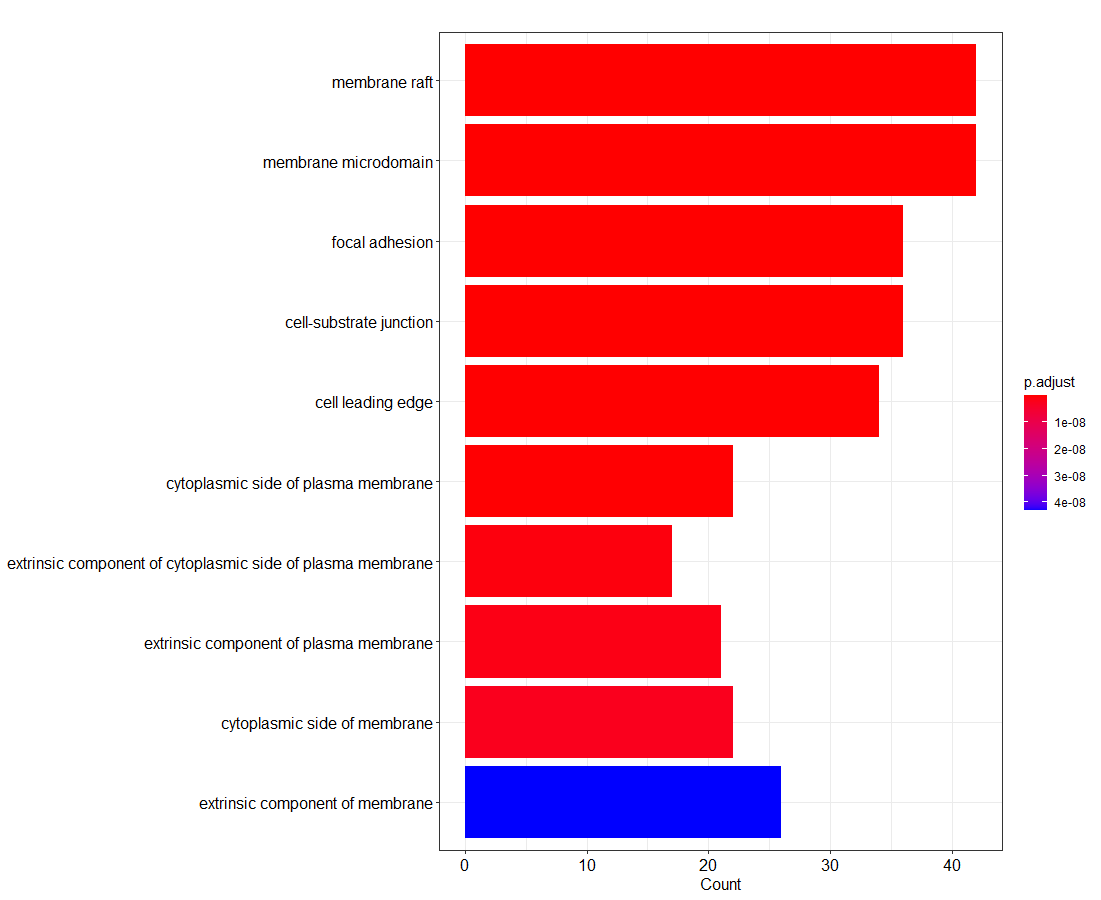 membrane raft
membrane microdomain
focal adhesion
cell-substrate junction
cell leading edge
cytoplasmic side of plasma membrane
extrinsic component of cytoplasmic side of plasma membrane
extrinsic component of plasma membrane
cytoplasmic side of membrane
extrinsic component of membrane
0 10 20 30 40
Count
p.adjust
1e-08
2e-08
3e-08
4e-08